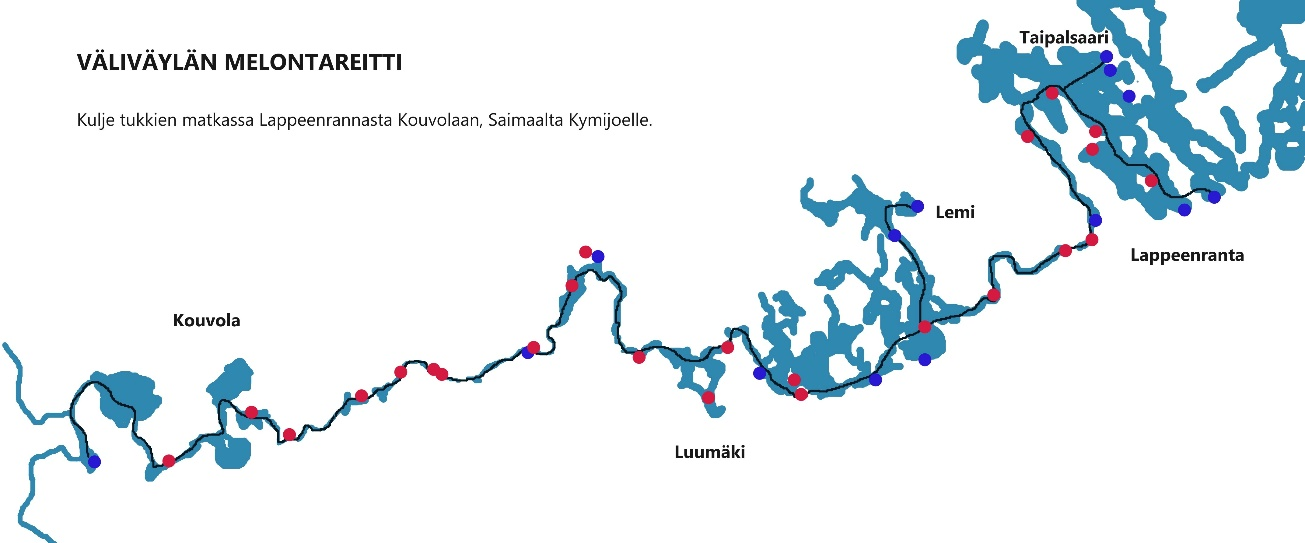 VÄLIVÄYLÄN MELONTAREITTI
Kulje tukkien matkassa Lappeenrannasta Kouvolaan, Saimaalta Kymijoelle.
Taipalsaari
Lemi
Lappeenranta
Kouvola
Luumäki